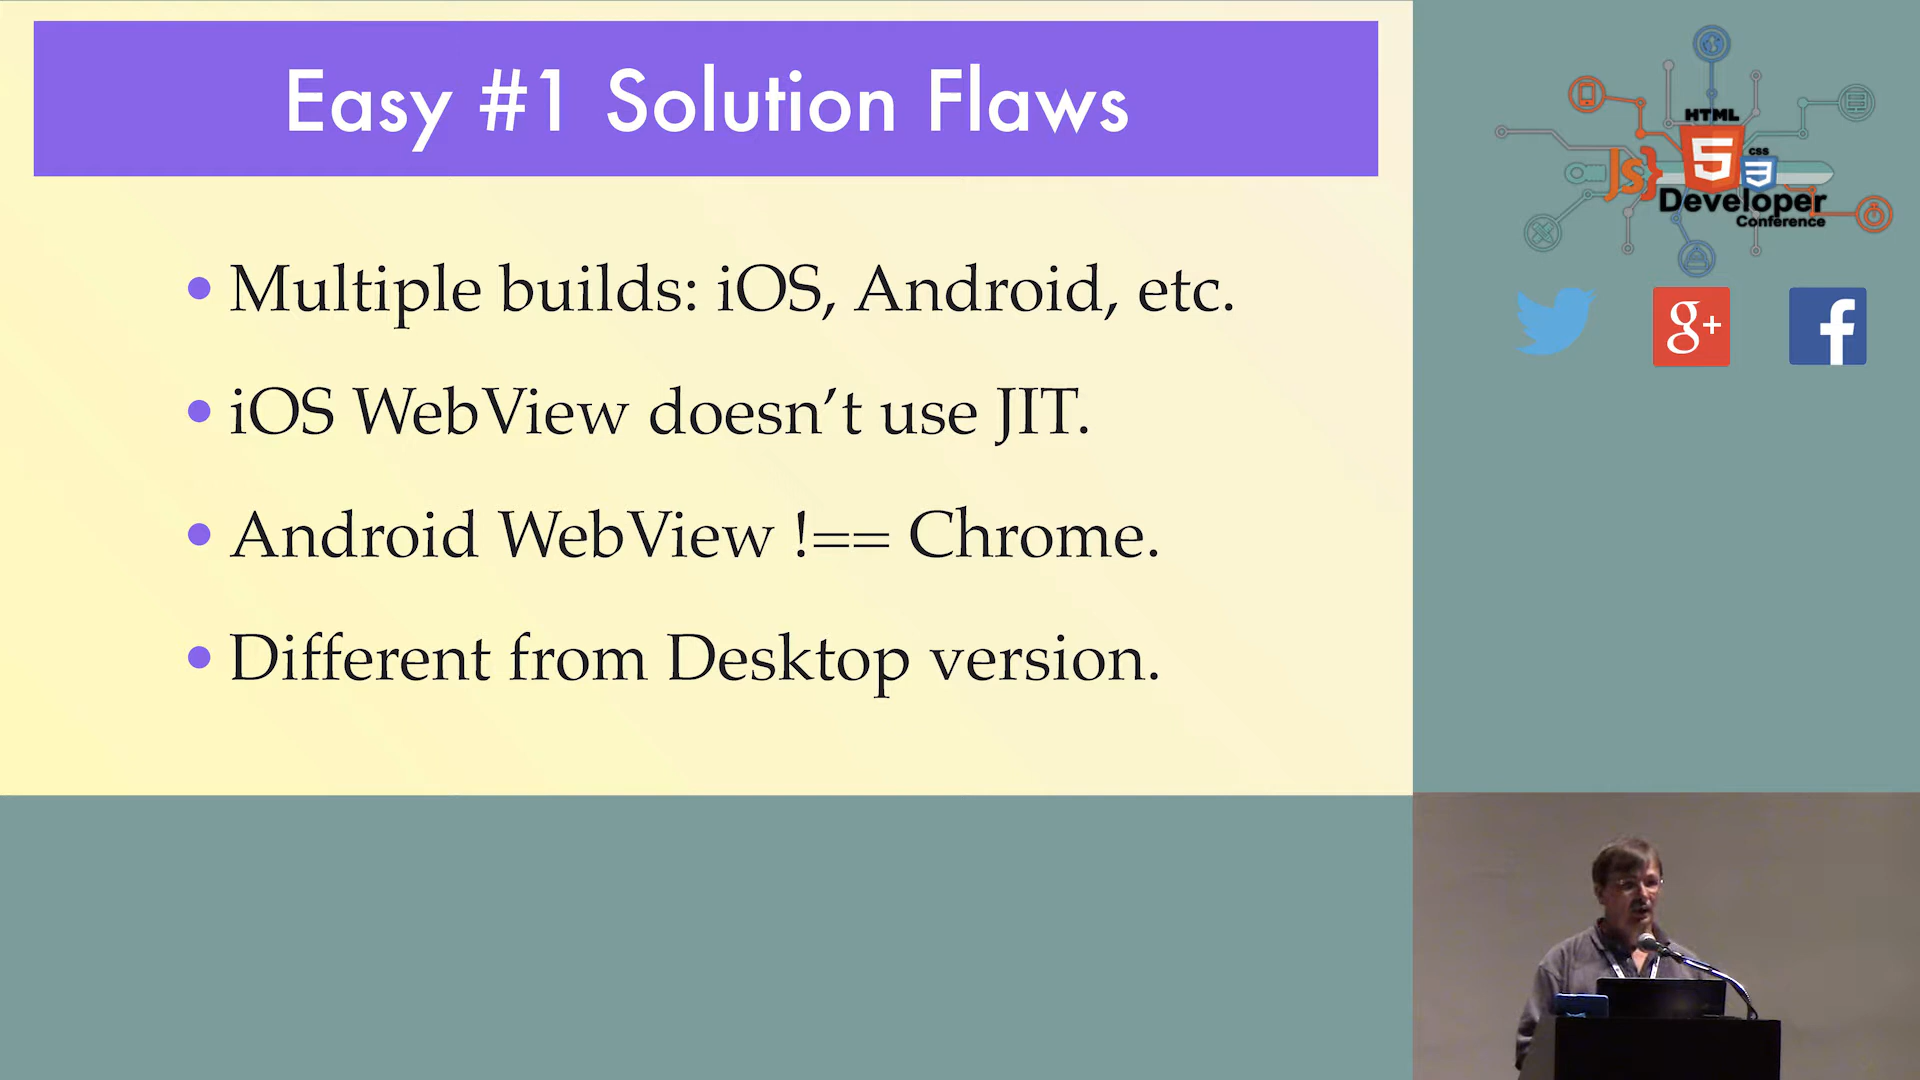 Easy #1 Solution Flaws
• Multiple builds: iOS, Android, etc.
• iOS WebView doesn’t use JIT.
• Android WebView !== Chrome.
• Different from Desktop version.
HTML
5
JS}
CSS
3
Developer
Conference
g+
f